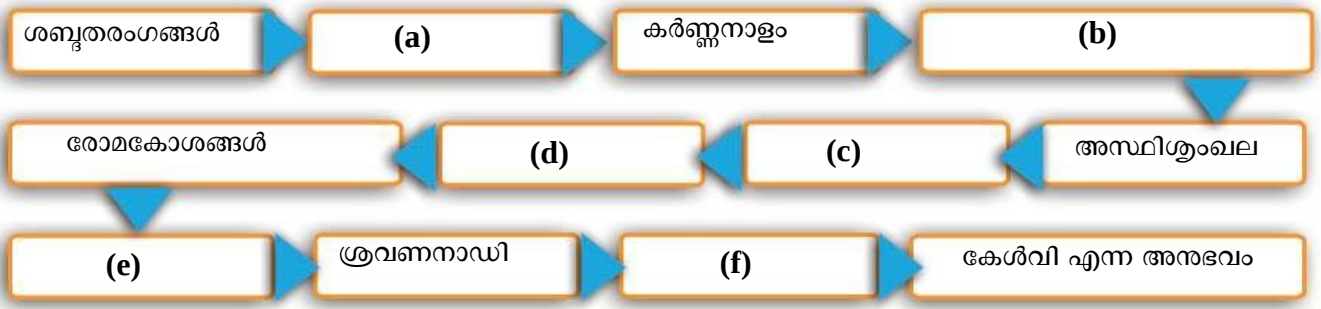 ശബ്ദതരംഗങ്ങൾ (a) കർണ്ണനാളം (b)
അസ്ഥിശൃംഖല (c) (d) രോമകോശങ്ങൾ
(e) ശ്രവണനാഡി (f) കേൾവി എന്ന അനുഭവം